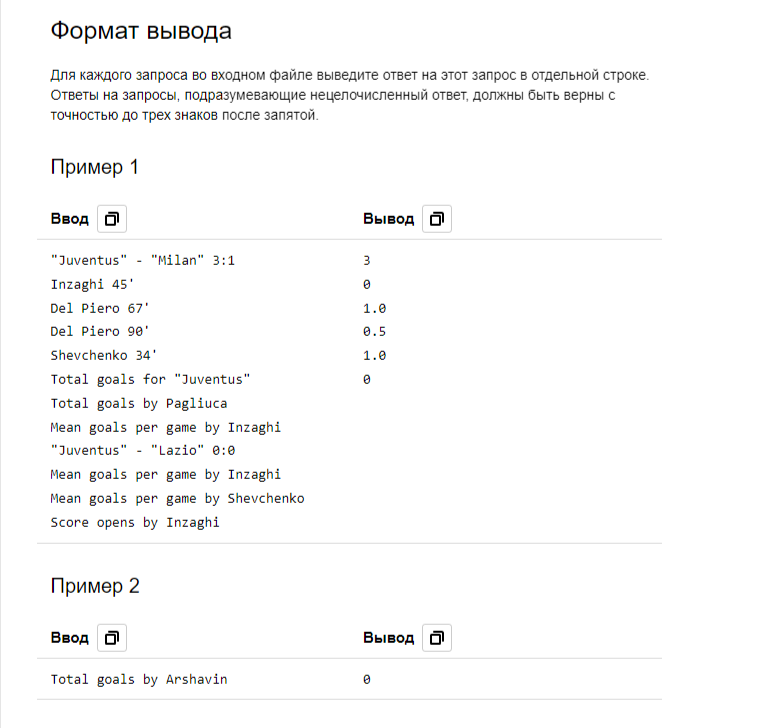 Формат вывода
Для каждого запроса во входном файле выведите ответ на этот запрос в отдельной строке.
Ответы на запросы, подразумевающие нецелочисленный ответ, должны быть верны с
точностью до трех знаков после запятой.
Пример 1
Ввод Вывод
"Juventus" - "Milan" 3:1 3
Inzaghi 45' 0
Del Piero 67' 1.0
Del Piero 90' 0.5
Shevchenko 34' 1.0
Total goals for "Juventus" 0
Total goals by Pagliuca
Mean goals per game by Inzaghi
"Juventus" - "Lazio" 0:0
Mean goals per game by Inzaghi
Mean goals per game by Shevchenko
Score opens by Inzaghi
Пример 2
Ввод Вывод
Total goals by Arshavin 0